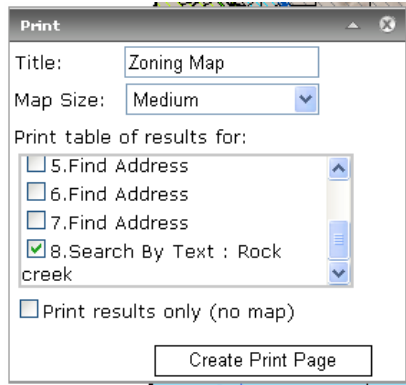 Print
Title: Zoning Map
Map Size: Medium
Print table of results for:
5.Find Address
6.Find Address
7.Find Address
8.Search By Text : Rock
creek
Print results only (no map)
Create Print Page